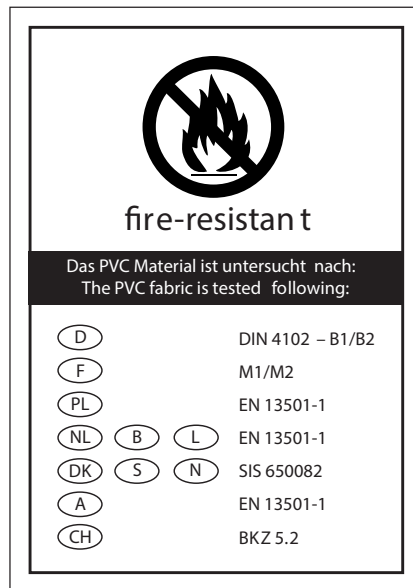 fire-resistan t
Das PVC Material ist untersucht nach:
The PVC fabric is tested following:
D DIN 4102 – B1/B2
F M1/M2
PL EN 13501-1
NL B L EN 13501-1
DK S N SIS 650082
A EN 13501-1
CH BKZ 5.2